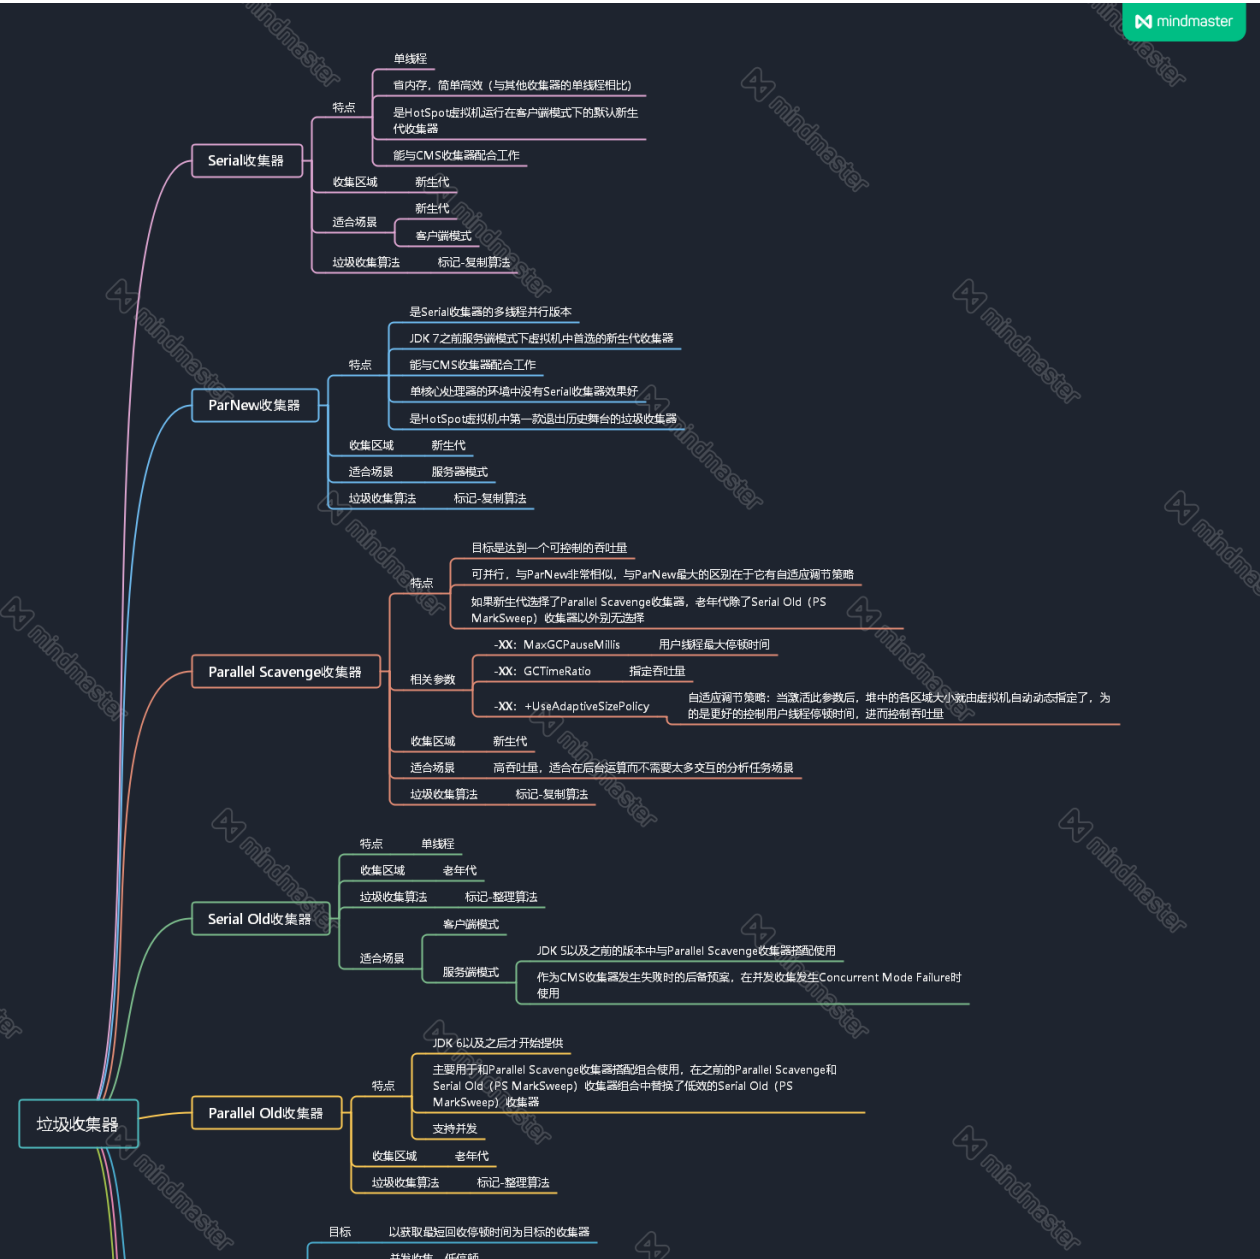 mindmaster
单线程
省内存，简单高效（与其他收集器的单线程相比）
特点
是HotSpot虚拟机运行在客户端模式下的默认新生
代收集器
能与CMS收集器配合工作
Serial收集器
收集区域 新生代
新生代
适合场景
客户端模式
垃圾收集算法 标记-复制算法
是Serial收集器的多线程并行版本
JDK 7之前服务端模式下虚拟机中首选的新生代收集器
特点
能与CMS收集器配合工作
单核心处理器的环境中没有Serial收集器效果好
ParNew收集器
是HotSpot虚拟机中第一款退出历史舞台的垃圾收集器
收集区域 新生代
适合场景 服务器模式
垃圾收集算法 标记-复制算法
目标是达到一个可控制的吞吐量
特点
可并行，与ParNew非常相似，与ParNew最大的区别在于它有自适应调节策略
如果新生代选择了Parallel Scavenge收集器，老年代除了Serial Old（PS
MarkSweep）收集器以外别无选择
-XX：MaxGCPauseMillis 用户线程最大停顿时间
Parallel Scavenge收集器
相关参数
-XX：GCTimeRatio 指定吞吐量
-XX：+UseAdaptiveSizePolicy
自适应调节策略：当激活此参数后，堆中的各区域大小就由虚拟机自动动态指定了，为
的是更好的控制用户线程停顿时间，进而控制吞吐量
收集区域 新生代
适合场景 高吞吐量，适合在后台运算而不需要太多交互的分析任务场景
垃圾收集算法 标记-复制算法
特点 单线程
收集区域 老年代
垃圾收集算法 标记-整理算法
Serial Old收集器
客户端模式
适合场景
服务端模式
JDK 5以及之前的版本中与Parallel Scavenge收集器搭配使用
作为CMS收集器发生失败时的后备预案，在并发收集发生Concurrent Mode Failure时
使用
JDK 6以及之后才开始提供
特点
主要用于和Parallel Scavenge收集器搭配组合使用，在之前的Parallel Scavenge和
Serial Old（PS MarkSweep）收集器组合中替换了低效的Serial Old（PS
MarkSweep）收集器
支持并发
Parallel Old收集器
垃圾收集器
收集区域 老年代
垃圾收集算法 标记-整理算法
目标 以获取最短回收停顿时间为目标的收集器
并发收集、低停顿